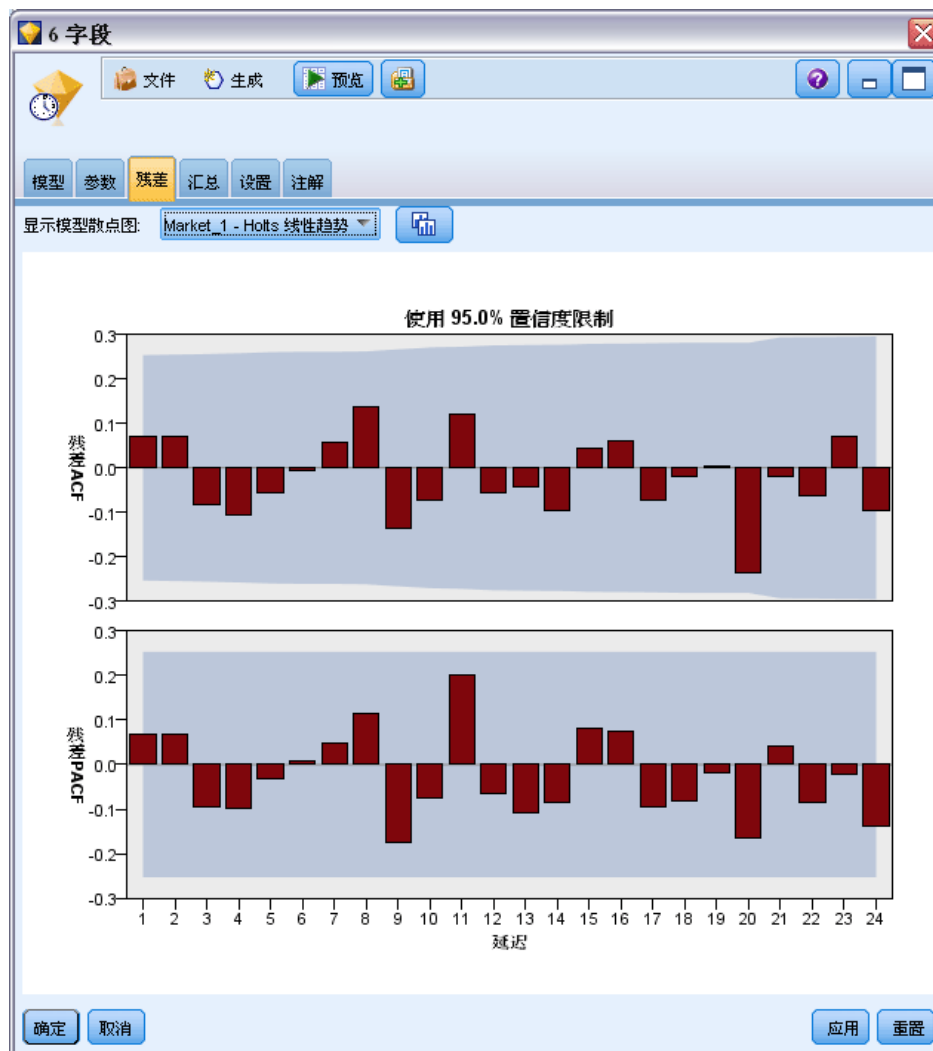 6 字段
文件 生成 预览
模型 参数 残差 汇总 设置 注解
显示模型散点图: Market_1 - Holts 线性趋势
使用 95.0% 置信度限制
残差ACF
0.3
0.2
0.1
0.0
-0.1
-0.2
-0.3
残差PACF
0.3
0.2
0.1
0.0
-0.1
-0.2
-0.3
1 2 3 4 5 6 7 8 9 10 11 12 13 14 15 16 17 18 19 20 21 22 23 24
延迟
确定 取消 应用 重置